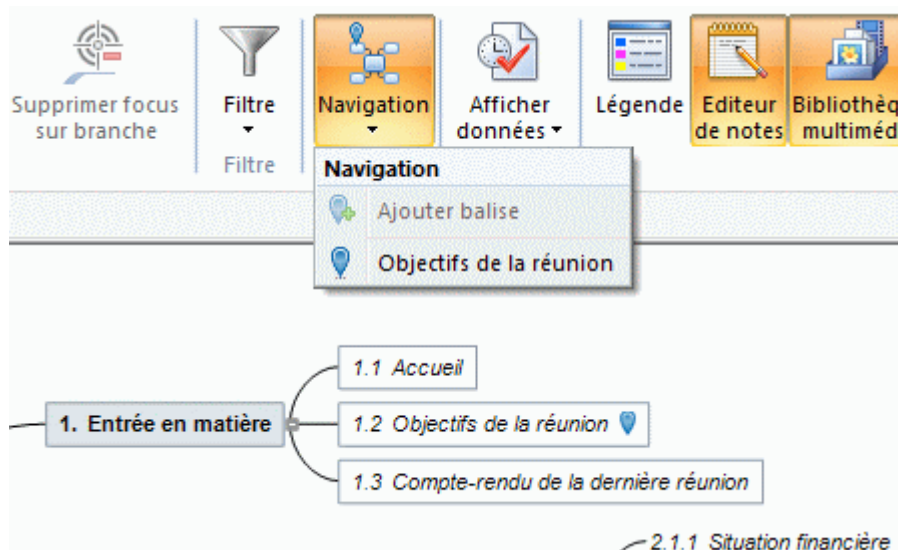 Supprimer focus
sur branche
Filtre
Navigation
Afficher
données
Légende
Editeur
de notes
Bibliothèq
multiméd
Filtre
Navigation
Ajouter balise
Objectifs de la réunion
1.1 Accueil
1. Entrée en matière
1.2 Objectifs de la réunion
1.3 Compte-rendu de la dernière réunion
2.1.1 Situation financière